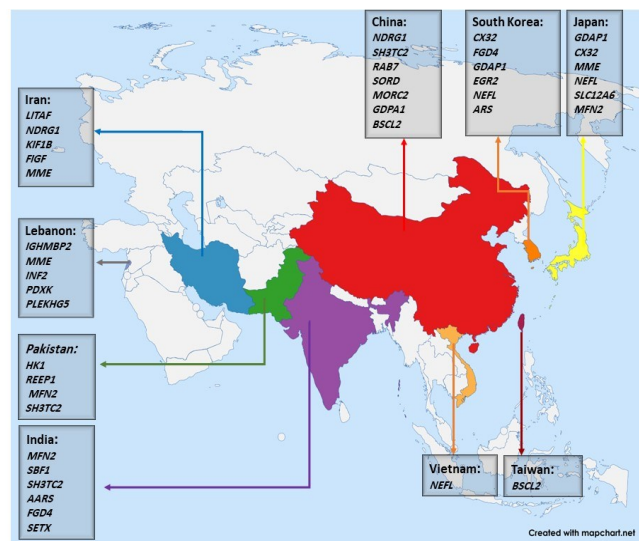 China:
NDRG1
SH3TC2
RAB7
SORD
MORC2
GDPA1
BSCL2
South Korea:
CX32
FGD4
GDAP1
EGR2
NEFL
ARS
Japan:
GDAP1
CX32
MME
NEFL
SLC12A6
MFN2
Iran:
LITAF
NDRG1
KIF1B
FIGF
MME
Lebanon:
IGHMBP2
MME
INF2
PDXK
PLEKHG5
Pakistan:
HK1
REEP1
MFN2
SH3TC2
India:
MFN2
SBF1
SH3TC2
AARS
FGD4
SETX
Vietnam:
NEFL
Taiwan:
BSCL2
Created with mapchart.net